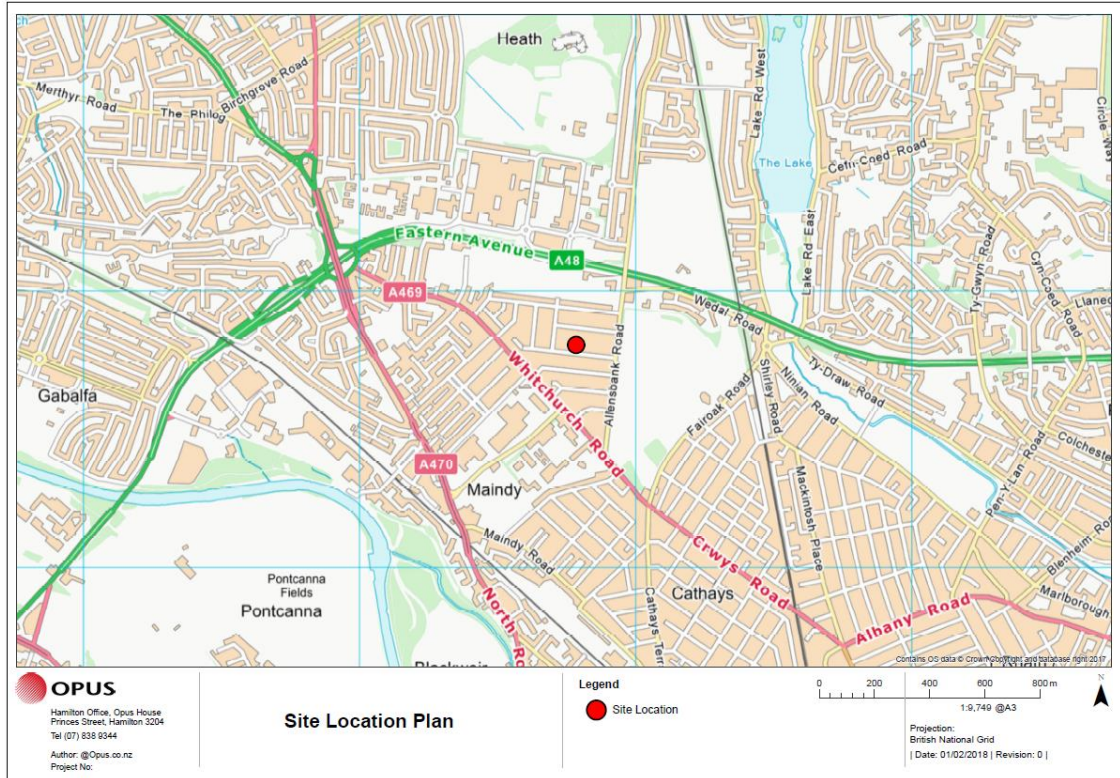 Heath
Birchgrove Road
Merthyr Road
The Philog
Lake Rd West
The Lake
Cefn-Coed Road
Circle Way
Eastern Avenue
A48
Lake Rd East
Ty-Gwyn Road
Cyn-Coed Road
A469
Wedal Road
Allensbank Road
Whitchurch Road
Shirley Road
Ty-Draw Road
Ninian Road
Fairoak Road
Gabalfa
A470
Maindy
Maindy Road
Mackintosh Place
Pen-Y-Lan Road
Colchester
Blenheim
Crwys Road
Cathays
Cathays Terr
Marlborough
Albany Road
Pontcanna
Fields
Pontcanna
North
Contains OS data © Crown Copyright and database right 2017
OPUS
Hamilton Office, Opus House
Princes Street, Hamilton 3204
Tel (07) 838 9344
Author: @Opus.co.nz
Project No:
Site Location Plan
Legend
Site Location
0 200 400 600 800 m
1:9,749 @A3
N
Projection:
British National Grid
| Date: 01/02/2018 | Revision: 0 |